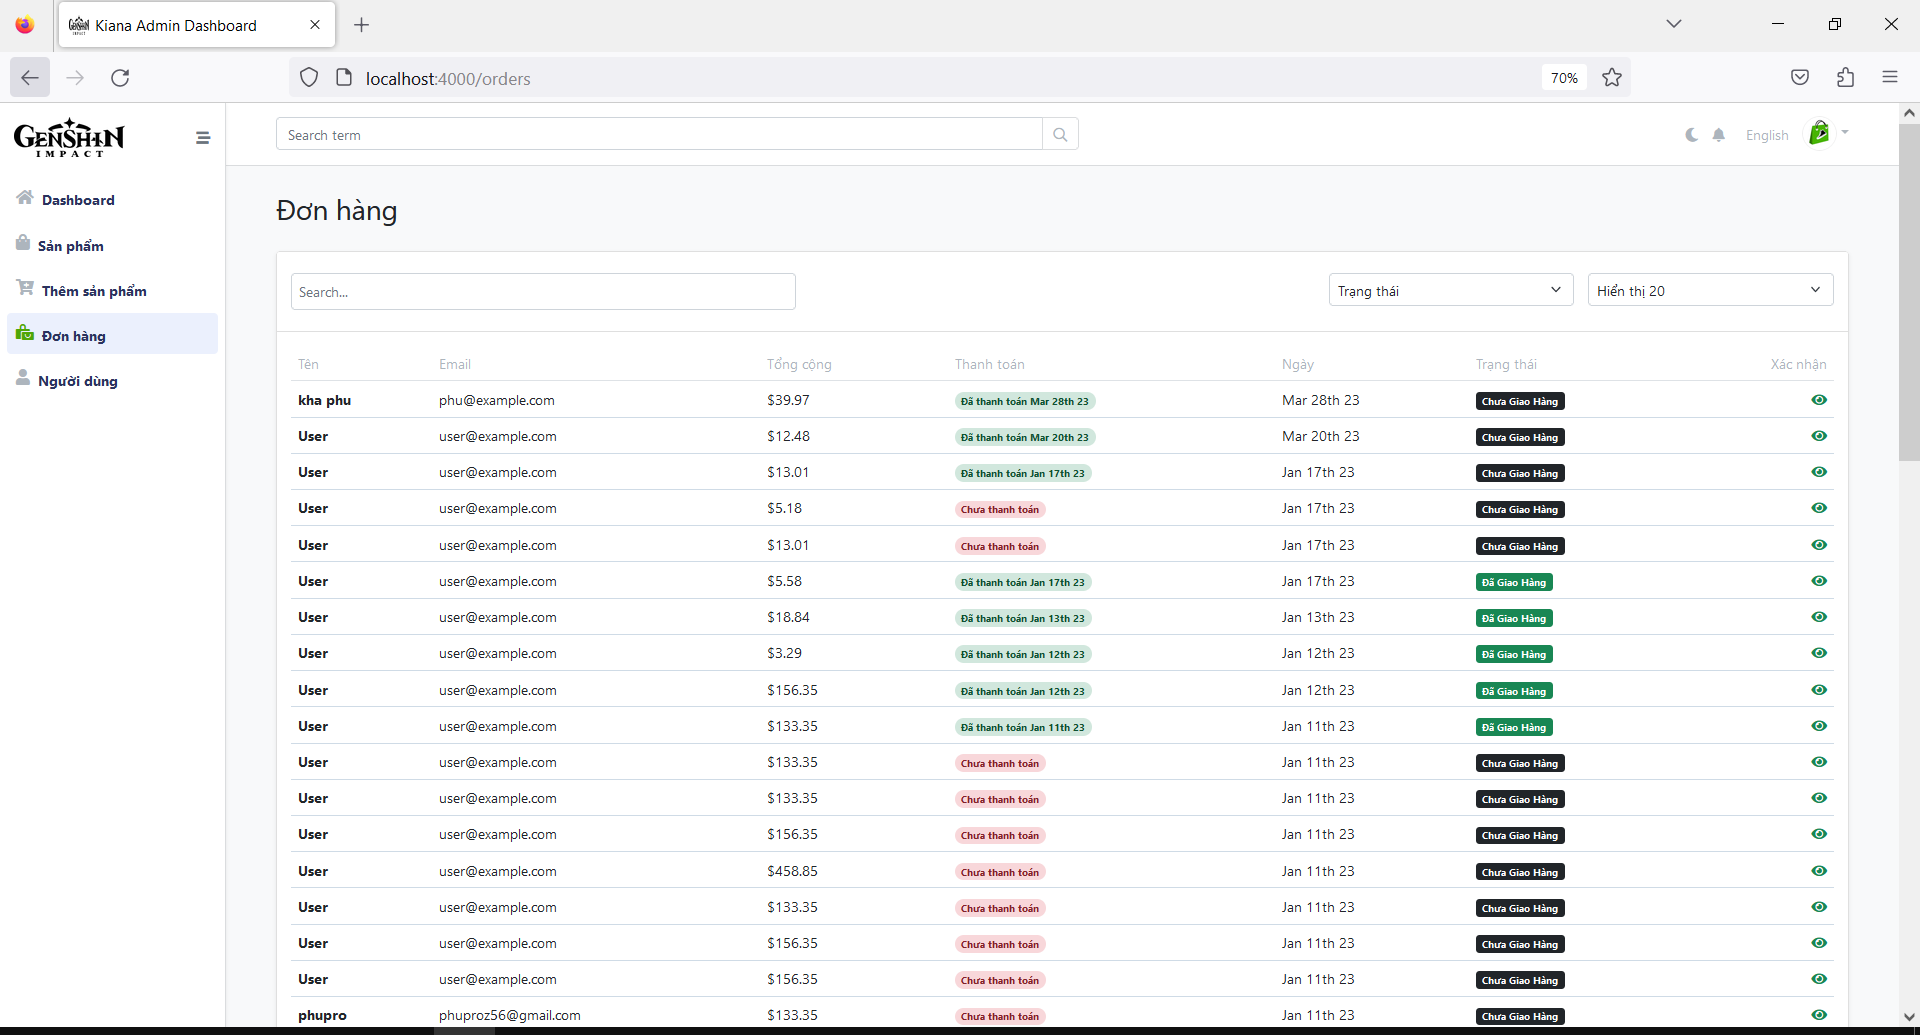 Kiana Admin Dashboard
localhost:4000/orders
70%
GENSHIN
IMPACT
Search term
English
Dashboard
Sản phẩm
Thêm sản phẩm
Đơn hàng
Người dùng
Đơn hàng
Search...
Trạng thái
Hiển thị 20
Tên Email Tổng cộng Thanh toán Ngày Trạng thái Xác nhận
kha phu phu@example.com $39.97 Đã thanh toán Mar 28th 23 Mar 28th 23 Chưa Giao Hàng
User user@example.com $12.48 Đã thanh toán Mar 20th 23 Mar 20th 23 Chưa Giao Hàng
User user@example.com $13.01 Đã thanh toán Jan 17th 23 Jan 17th 23 Chưa Giao Hàng
User user@example.com $5.18 Chưa thanh toán Jan 17th 23 Chưa Giao Hàng
User user@example.com $13.01 Chưa thanh toán Jan 17th 23 Chưa Giao Hàng
User user@example.com $5.58 Đã thanh toán Jan 17th 23 Jan 17th 23 Đã Giao Hàng
User user@example.com $18.84 Đã thanh toán Jan 13th 23 Jan 13th 23 Đã Giao Hàng
User user@example.com $3.29 Đã thanh toán Jan 12th 23 Jan 12th 23 Đã Giao Hàng
User user@example.com $156.35 Đã thanh toán Jan 12th 23 Jan 12th 23 Đã Giao Hàng
User user@example.com $133.35 Đã thanh toán Jan 11th 23 Jan 11th 23 Đã Giao Hàng
User user@example.com $133.35 Chưa thanh toán Jan 11th 23 Chưa Giao Hàng
User user@example.com $133.35 Chưa thanh toán Jan 11th 23 Chưa Giao Hàng
User user@example.com $156.35 Chưa thanh toán Jan 11th 23 Chưa Giao Hàng
User user@example.com $458.85 Chưa thanh toán Jan 11th 23 Chưa Giao Hàng
User user@example.com $133.35 Chưa thanh toán Jan 11th 23 Chưa Giao Hàng
User user@example.com $156.35 Chưa thanh toán Jan 11th 23 Chưa Giao Hàng
User user@example.com $156.35 Chưa thanh toán Jan 11th 23 Chưa Giao Hàng
phupro phuproz56@gmail.com $133.35 Chưa thanh toán Jan 11th 23 Chưa Giao Hàng